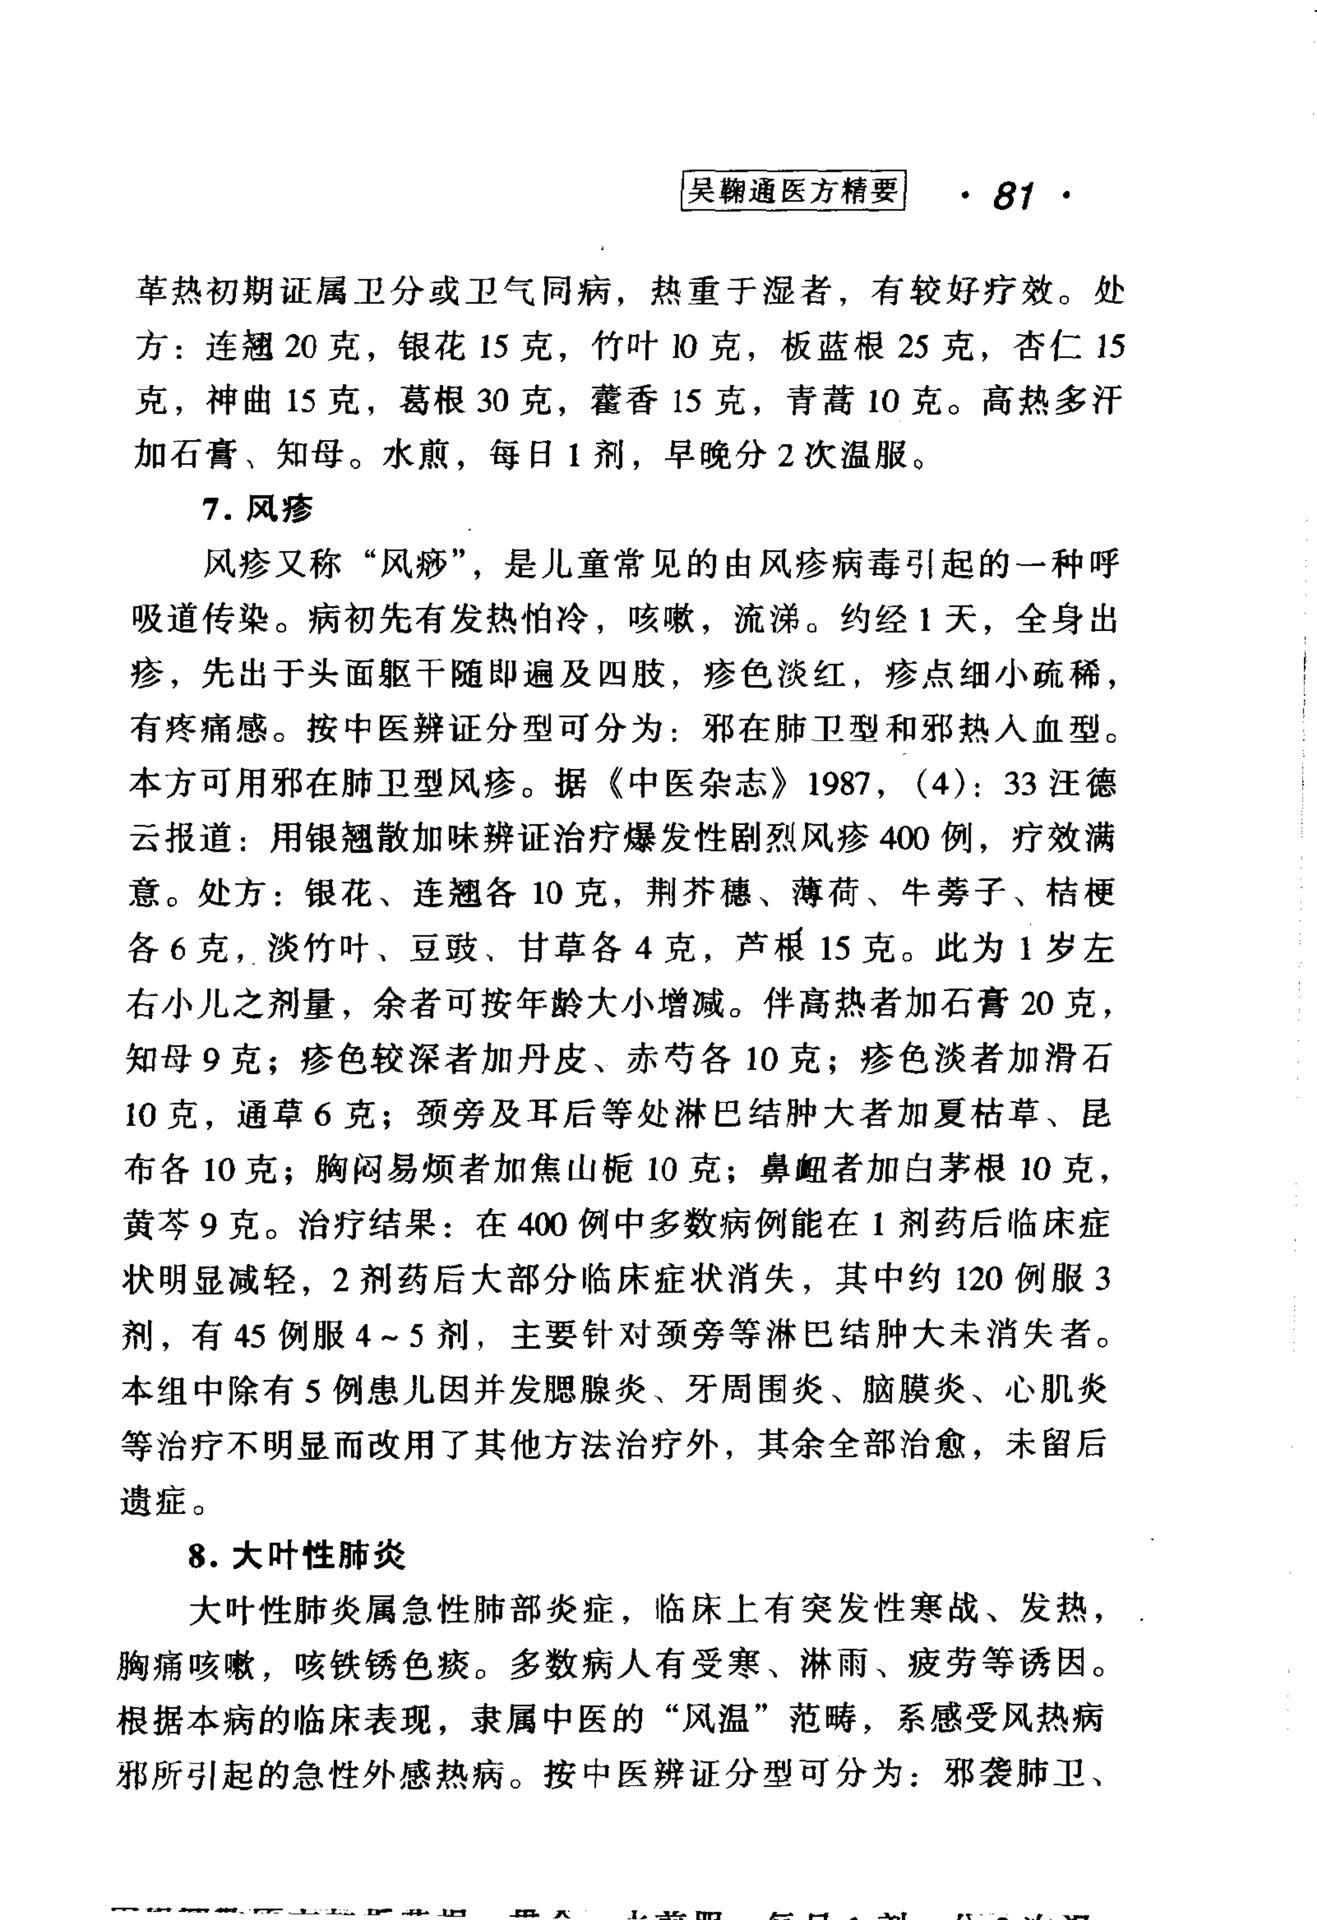 吴鞠通医方精要 · 81 ·
革热初期证属卫分或卫气同病，热重于湿者，有较好疗效。处
方：连翘 20 克，银花 15 克，竹叶 10 克，板蓝根 25 克，杏仁 15
克，神曲 15 克，葛根 30 克，藿香 15 克，青蒿 10 克。高热多汗
加石膏、知母。水煎，每日 1 剂，早晚分 2 次温服。
7. 风疹
风疹又称“风痧”，是儿童常见的由风疹病毒引起的一种呼
吸道传染。病初先有发热怕冷，咳嗽，流涕。约经 1 天，全身出
疹，先出于头面躯干随即遍及四肢，疹色淡红，疹点细小疏稀，
有疼痛感。按中医辨证分型可分为：邪在肺卫型和邪热入血型。
本方可用邪在肺卫型风疹。据《中医杂志》1987，（4）：33 汪德
云报道：用银翘散加味辨证治疗爆发性剧烈风疹 400 例，疗效满
意。处方：银花、连翘各 10 克，荆芥穗、薄荷、牛蒡子、桔梗
各 6 克，淡竹叶、豆豉、甘草各 4 克，芦根 15 克。此为 1 岁左
右小儿之剂量，余者可按年龄大小增减。伴高热者加石膏 20 克，
知母 9 克；疹色较深者加丹皮、赤芍各 10 克；疹色淡者加滑石
10 克，通草 6 克；颈旁及耳后等处淋巴结肿大者加夏枯草、昆
布各 10 克；胸闷易烦者加焦山栀 10 克；鼻衄者加白茅根 10 克，
黄芩 9 克。治疗结果：在 400 例中多数病例能在 1 剂药后临床症
状明显减轻，2 剂药后大部分临床症状消失，其中约 120 例服 3
剂，有 45 例服 4～5 剂，主要针对颈旁等淋巴结肿大未消失者。
本组中除有 5 例患儿因并发腮腺炎、牙周围炎、脑膜炎、心肌炎
等治疗不明显而改用了其他方法治疗外，其余全部治愈，未留后
遗症。
8. 大叶性肺炎
大叶性肺炎属急性肺部炎症，临床上有突发性寒战、发热，
胸痛咳嗽，咳铁锈色痰。多数病人有受寒、淋雨、疲劳等诱因。
根据本病的临床表现，隶属中医的“风温”范畴，系感受风热病
邪所引起的急性外感热病。按中医辨证分型可分为：邪袭肺卫、